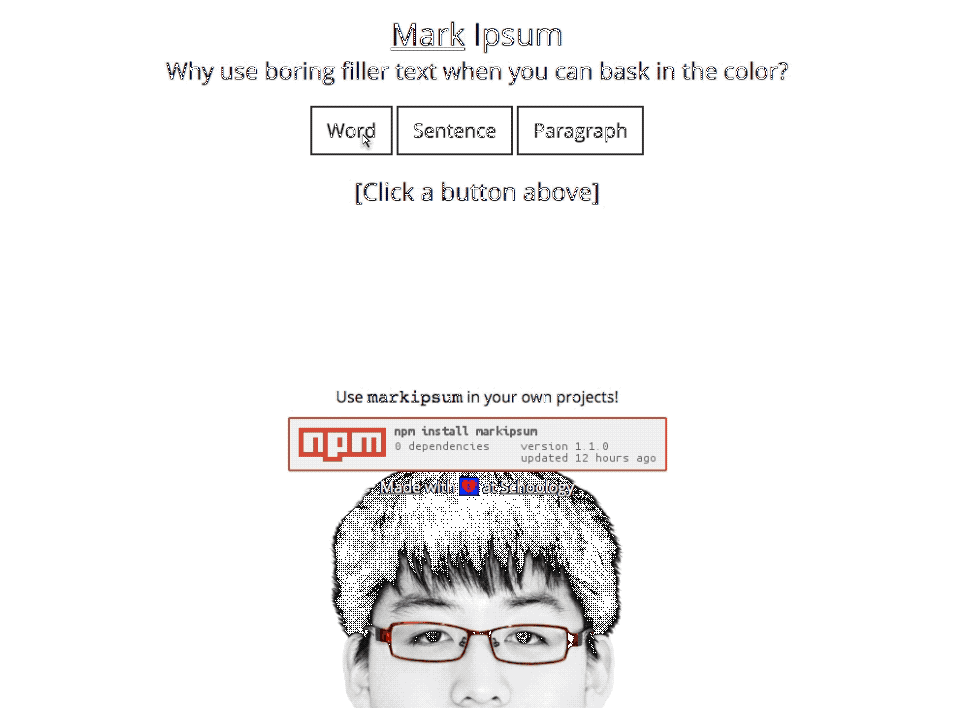 Mark Ipsum
Why use boring filler text when you can bask in the color?
Word Sentence Paragraph
[Click a button above]
Use markipsum in your own projects!
npm npm install markipsum
0 dependencies version 1.1.0
updated 12 hours ago
Made with at Schoology